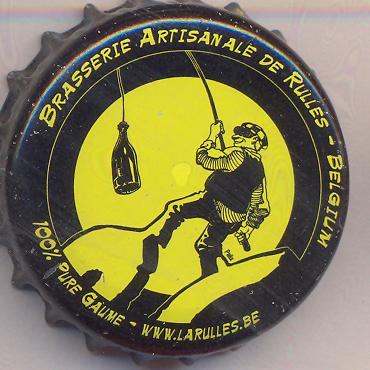 BRASSERIE ARTISANALE DE RULLES - BELGIUM
100% PURE GAUME - WWW.LARULLES.BE